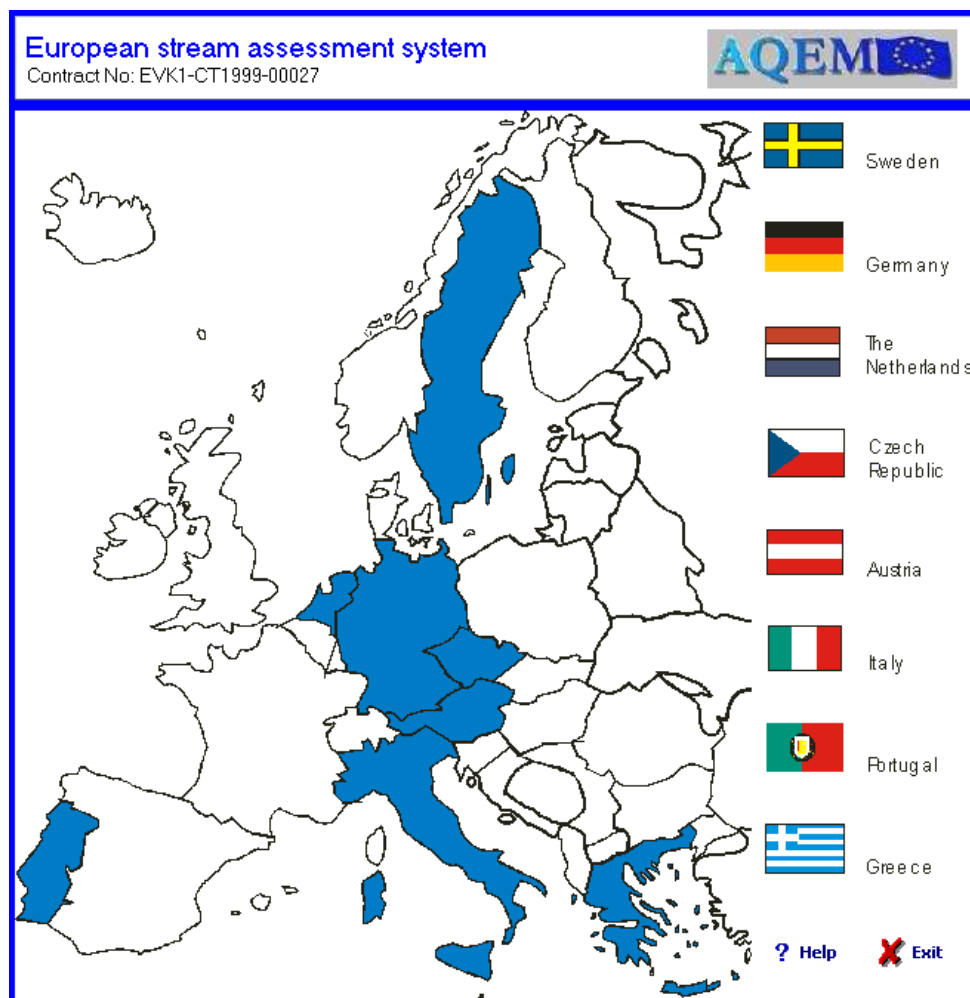 European stream assessment system
Contract No: EVK1-CT1999-00027
AQEM
Sweden
Germany
The
Netherlands
Czech
Republic
Austria
Italy
Portugal
Greece
? Help
Exit